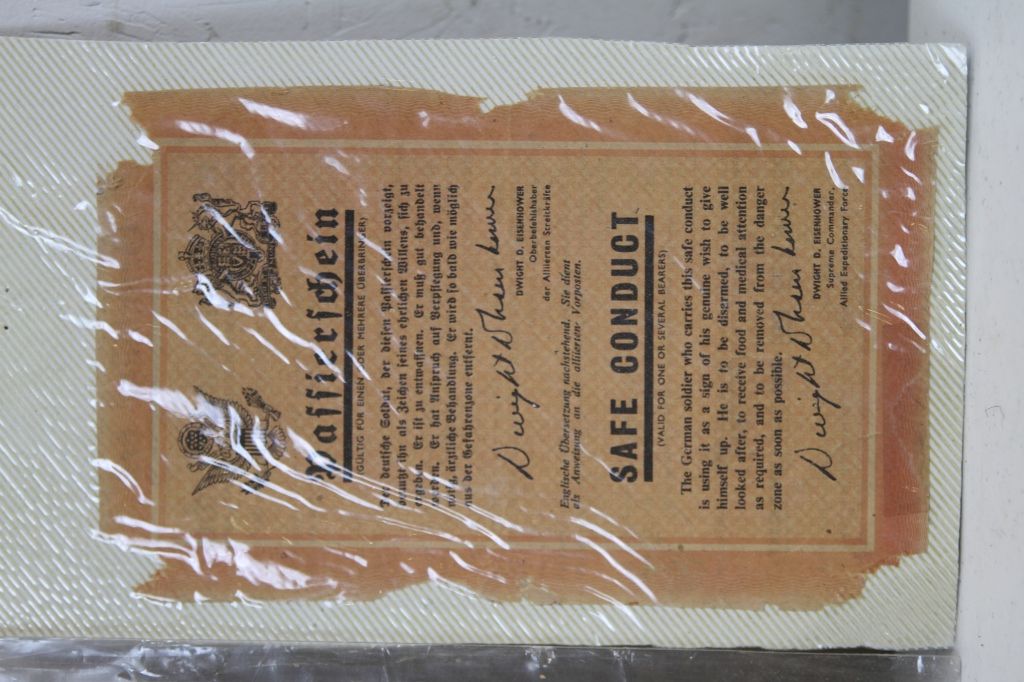 Passierschein
(GÜLTIG FÜR EINEN ODER MEHRERE ÜBERBRINGER)
Der deutsche Soldat, der diesen Passierschein vorzeigt,
benutzt ihn als Zeichen seines ehrlichen Willens, sich zu
ergeben. Er ist zu entwaffnen. Er muß gut behandelt
werden. Er hat Anspruch auf Verpflegung und, wenn
nötig, ärztliche Behandlung. Er wird so bald wie möglich
aus der Gefahrenzone entfernt.
Dwight D Eisenhower
DWIGHT D. EISENHOWER
Oberbefehlshaber
der Alliierten Streitkräfte
Englische Übersetzung nachstehend. Sie dient
als Anweisung an die alliierten Vorposten.
SAFE CONDUCT
(VALID FOR ONE OR SEVERAL BEARERS)
The German soldier who carries this safe conduct
is using it as a sign of his genuine wish to give
himself up. He is to be disarmed, to be well
looked after, to receive food and medical attention
as required, and to be removed from the danger
zone as soon as possible.
Dwight D Eisenhower
DWIGHT D. EISENHOWER
Supreme Commander,
Allied Expeditionary Force